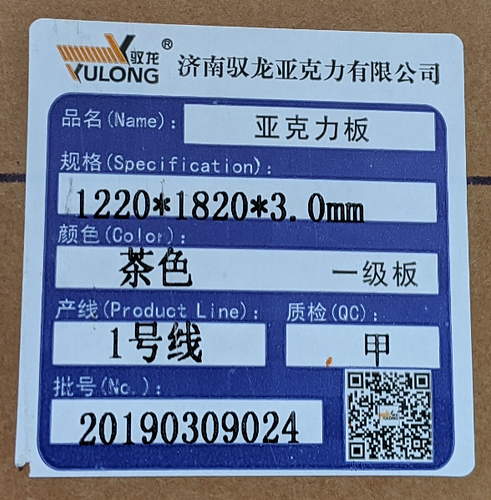 驭龙®
YULONG
济南驭龙亚克力有限公司
品名(Name)：
亚克力板
规格(Specification)：
1220*1820*3.0mm
颜色(Color)：
茶色 一级板
产线(Product Line)： 质检(QC)：
1号线 甲
批号(No.)：
20190309024